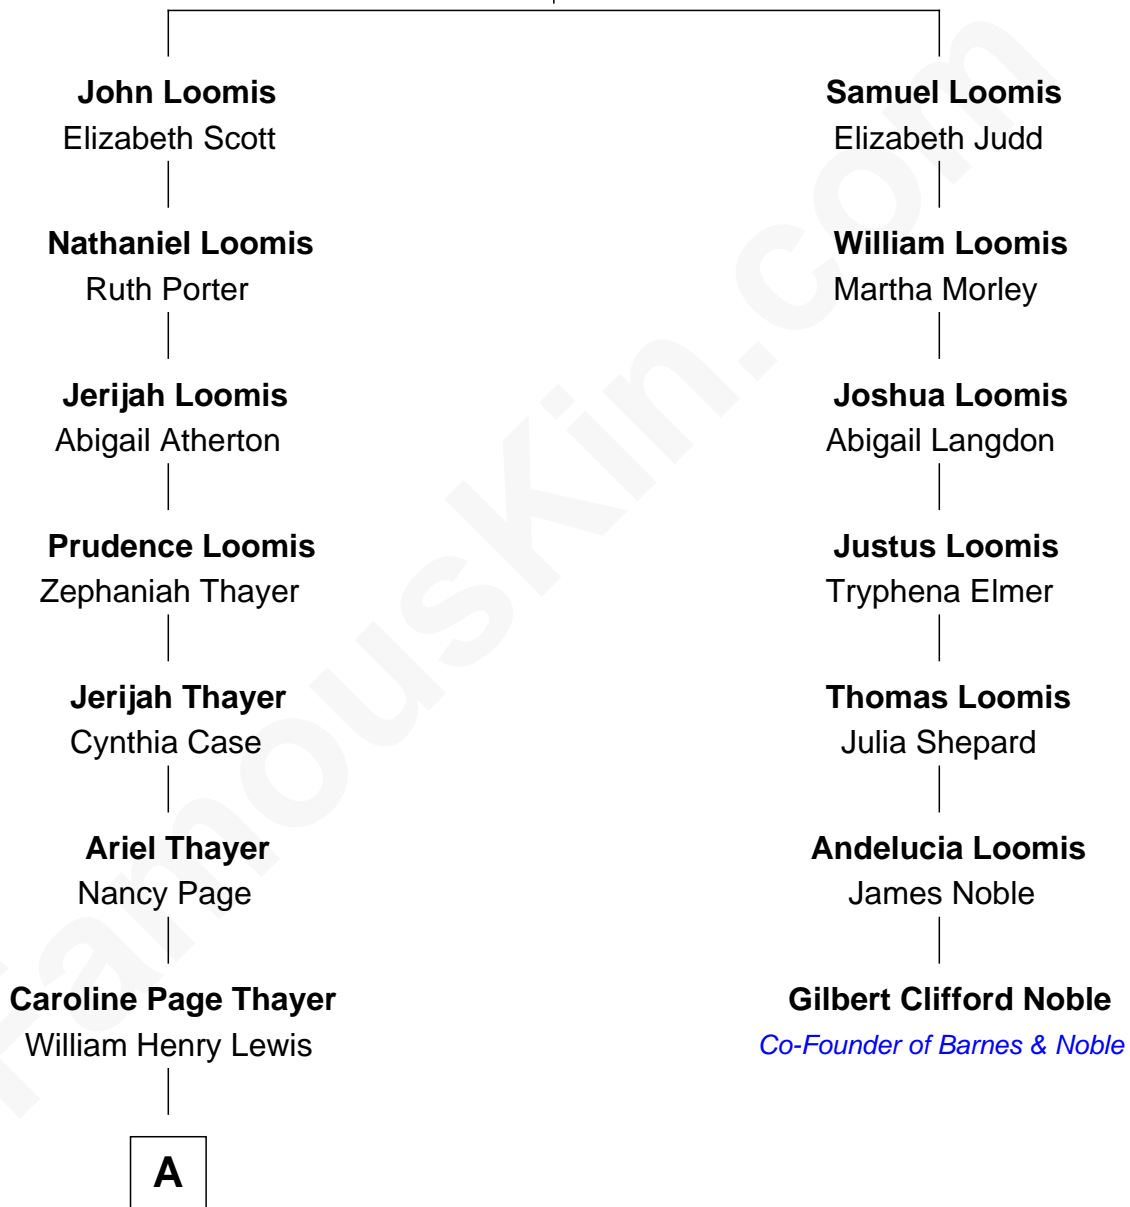 John Loomis
Elizabeth Scott
Nathaniel Loomis
Ruth Porter
Jerijah Loomis
Abigail Atherton
Prudence Loomis
Zephaniah Thayer
Jerijah Thayer
Cynthia Case
Ariel Thayer
Nancy Page
Caroline Page Thayer
William Henry Lewis
A
Samuel Loomis
Elizabeth Judd
William Loomis
Martha Morley
Joshua Loomis
Abigail Langdon
Justus Loomis
Tryphena Elmer
Thomas Loomis
Julia Shepard
Andelucia Loomis
James Noble
Gilbert Clifford Noble
Co-Founder of Barnes & Noble
FamousKin.com